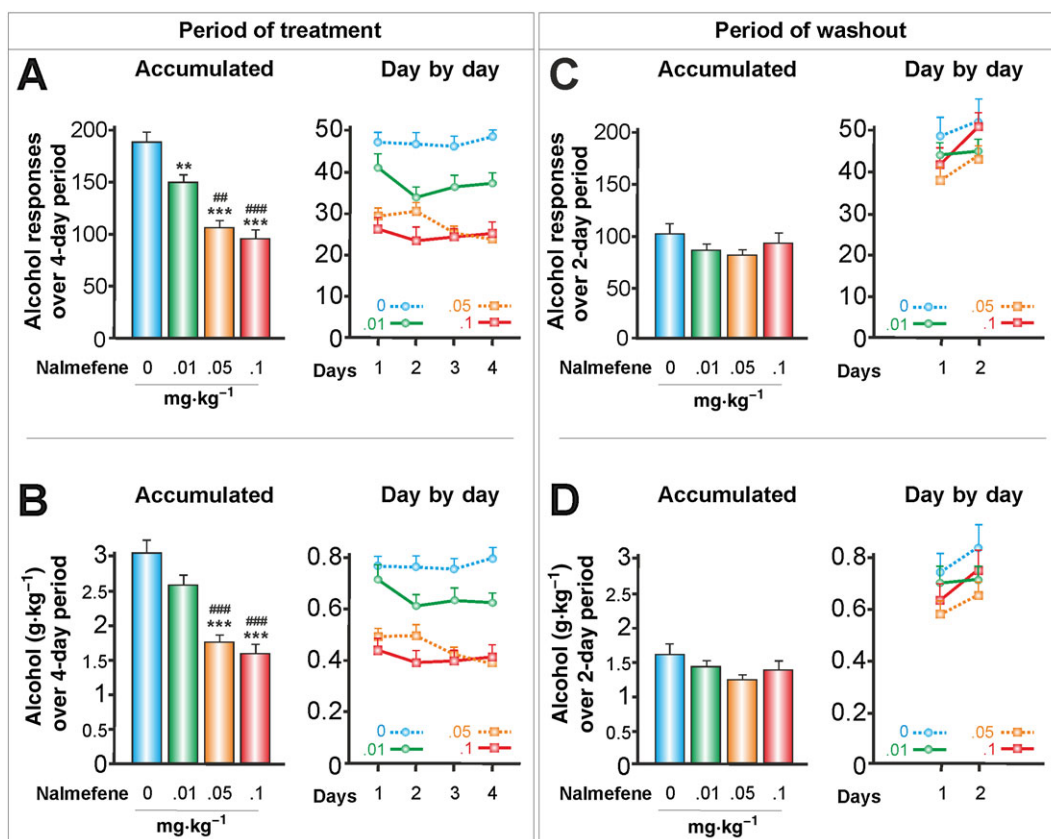 Period of treatment
A
Accumulated
Day by day
Alcohol responses
over 4-day period
200
150
100
50
0
**
##
***
###
***
Nalmefene 0 .01 .05 .1
mg·kg⁻¹
50
40
30
20
10
0
0 .05
.01 .1
Days 1 2 3 4
B
Accumulated
Day by day
Alcohol (g·kg⁻¹)
over 4-day period
3
2.5
2
1.5
1
0.5
0
###
***
###
***
Nalmefene 0 .01 .05 .1
mg·kg⁻¹
0.8
0.6
0.4
0.2
0
0 .05
.01 .1
Days 1 2 3 4
Period of washout
C
Accumulated
Day by day
Alcohol responses
over 2-day period
200
150
100
50
0
Nalmefene 0 .01 .05 .1
mg·kg⁻¹
50
40
30
20
10
0
0 .05
.01 .1
Days 1 2
D
Accumulated
Day by day
Alcohol (g·kg⁻¹)
over 2-day period
3
2.5
2
1.5
1
0.5
0
Nalmefene 0 .01 .05 .1
mg·kg⁻¹
0.8
0.6
0.4
0.2
0
0 .05
.01 .1
Days 1 2